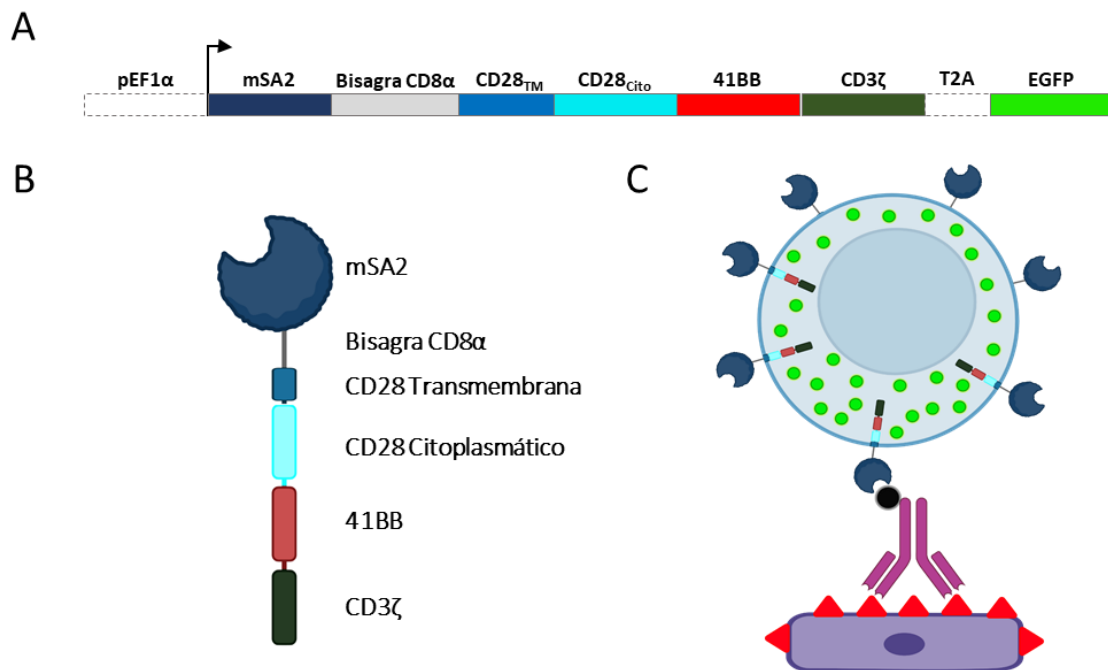 A
pEF1α mSA2 Bisagra CD8α CD28TM CD28Cito 41BB CD3ζ T2A EGFP
B
mSA2
Bisagra CD8α
CD28 Transmembrana
CD28 Citoplasmático
41BB
CD3ζ
C